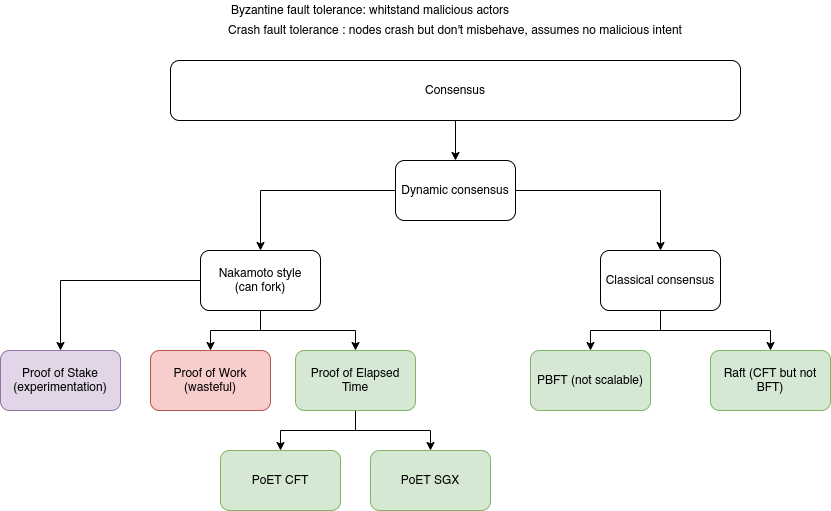 Byzantine fault tolerance: whitstand malicious actors
Crash fault tolerance : nodes crash but don't misbehave, assumes no malicious intent
Consensus
Dynamic consensus
Nakamoto style
(can fork)
Classical consensus
Proof of Stake
(experimentation)
Proof of Work
(wasteful)
Proof of Elapsed
Time
PBFT (not scalable)
Raft (CFT but not
BFT)
PoET CFT
PoET SGX